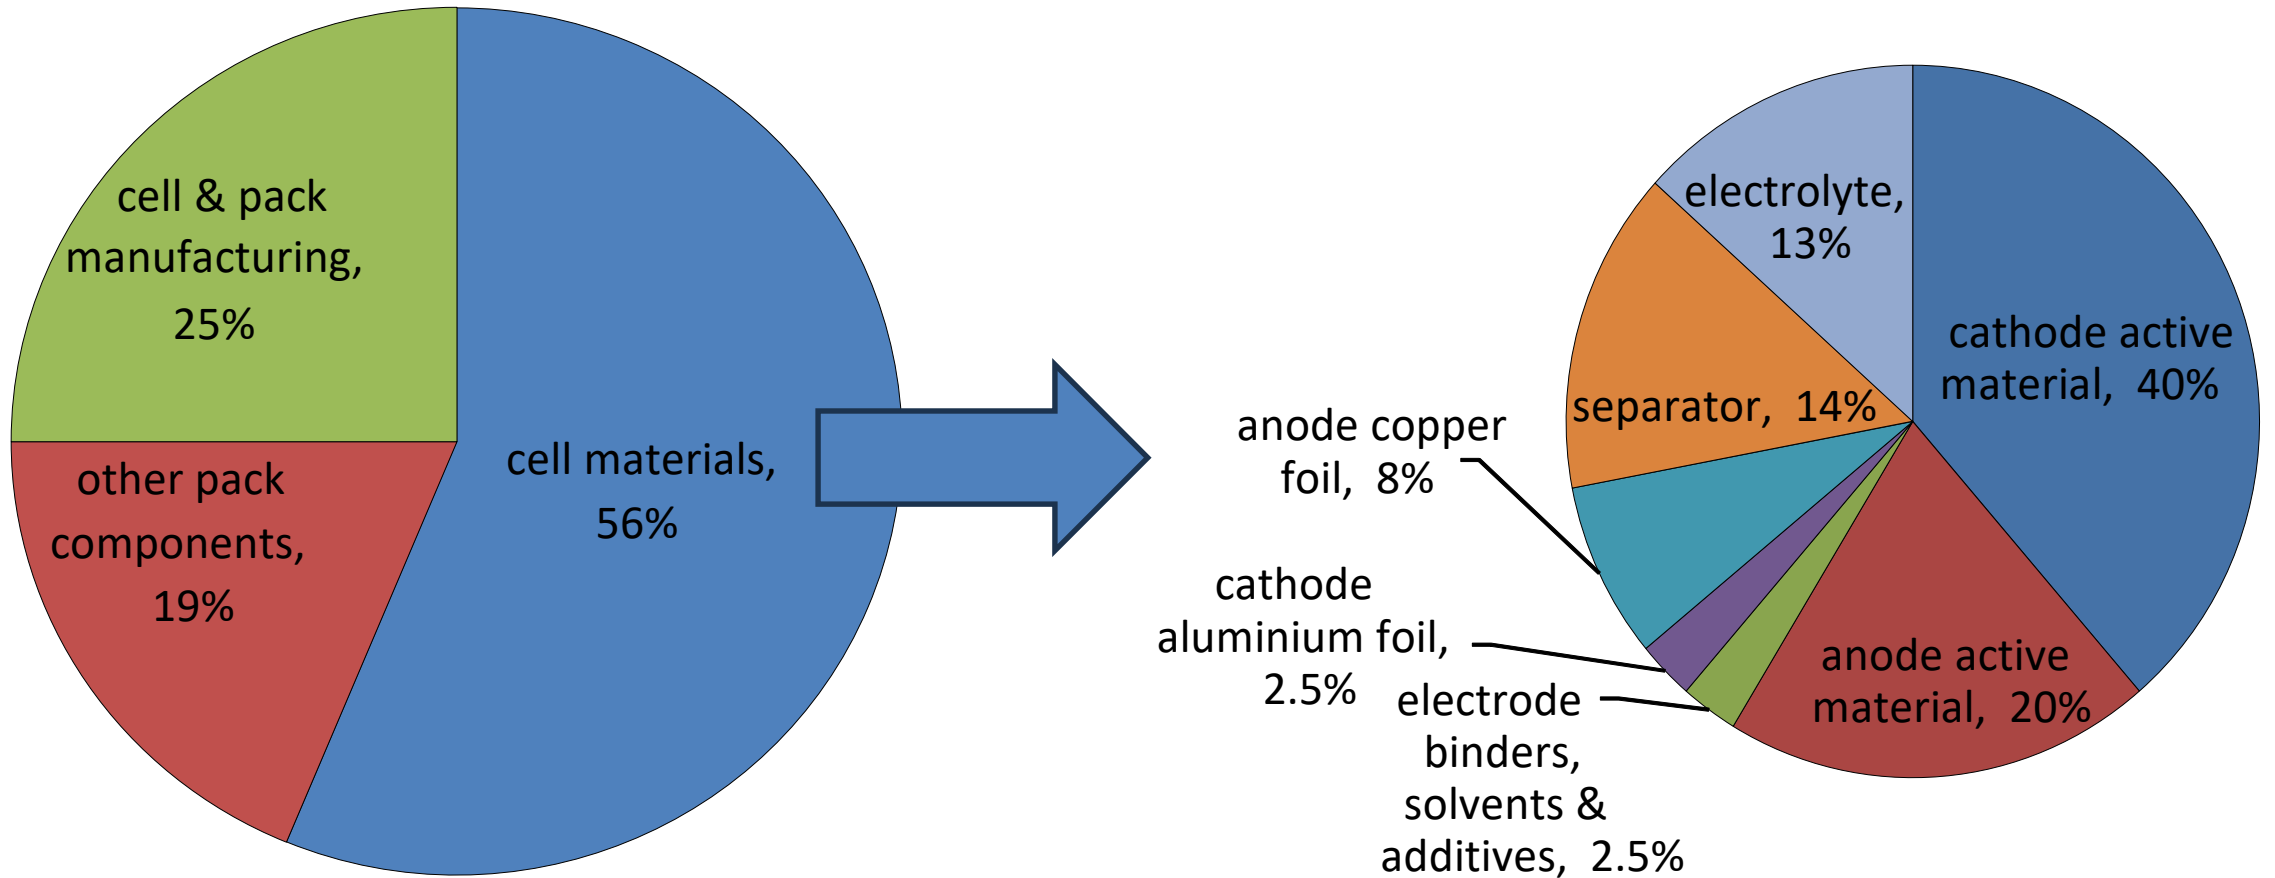 cell & pack
manufacturing,
25%
other pack
components,
19%
cell materials,
56%
electrolyte,
13%
cathode active
material, 40%
separator, 14%
anode copper
foil, 8%
cathode
aluminium foil,
2.5%
anode active
material, 20%
electrode
binders,
solvents &
additives, 2.5%